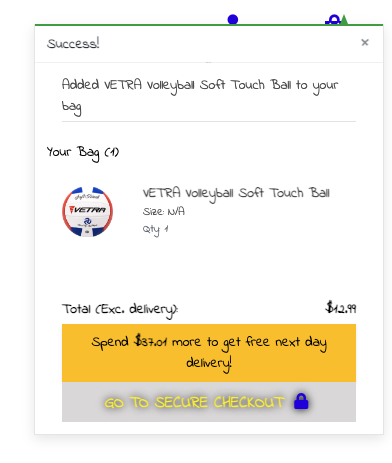 Success!
×
Added VETRA Volleyball Soft Touch Ball to your
bag
Your Bag (1)
VETRA
VETRA Volleyball Soft Touch Ball
Size: N/A
Qty: 1
Total (Exc. delivery): $12.99
Spend $37.01 more to get free next day
delivery!
GO TO SECURE CHECKOUT